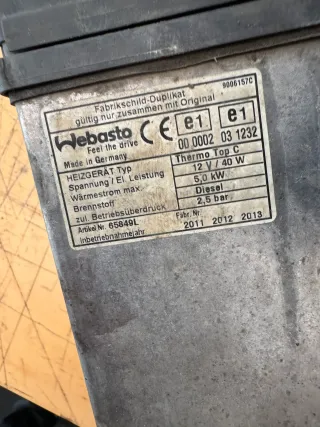 9006157C
Fabrikschild-Duplikat
gültig nur zusammen mit Original
Webasto CE e1 e1
Feel the drive 00 0002 03 1232
Made in Germany
HEIZGERÄT Typ Thermo Top C
Spannung / El. Leistung 12 V / 40 W
Wärmestrom max. 5,0 kW
Brennstoff Diesel
zul. Betriebsüberdruck 2,5 bar
Artikel Nr. 65849L Fabr. Nr
Inbetriebnahmejahr 2011 2012 2013